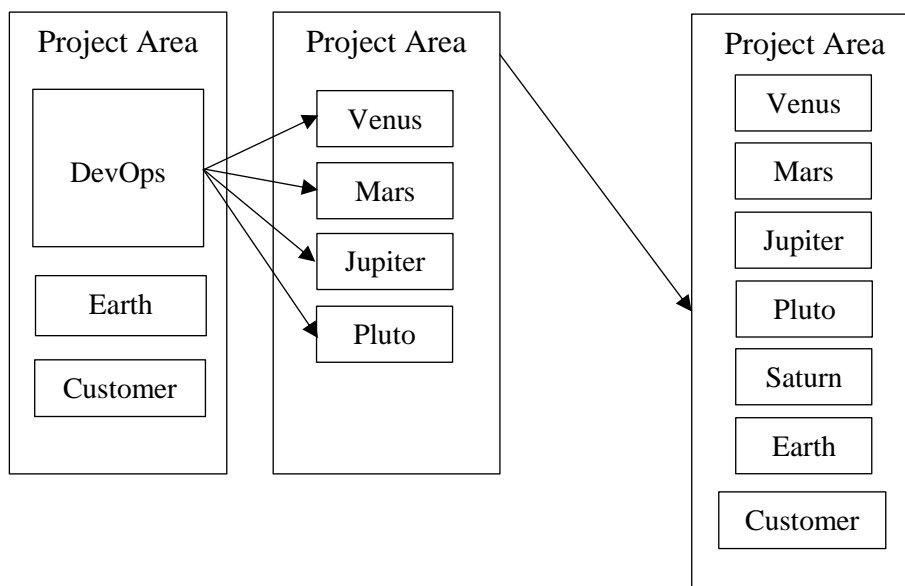 Project Area
DevOps
Earth
Customer
Project Area
Venus
Mars
Jupiter
Pluto
Project Area
Venus
Mars
Jupiter
Pluto
Saturn
Earth
Customer